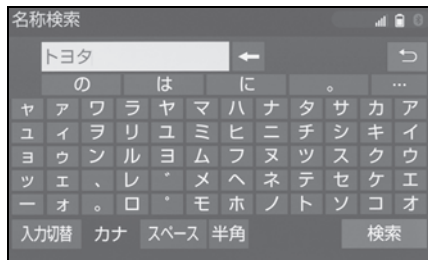 名称検索 0
トヨタ
の は に 。 …
ャ ァ ワ ラ ヤ マ ハ ナ タ サ カ ア
ュ ィ ヲ リ ユ ミ ヒ ニ チ シ キ イ
ョ ゥ ン ル ヨ ム フ ヌ ツ ス ク ウ
ッ ェ 、 レ ゛ メ ヘ ネ テ セ ケ エ
ー ォ 。 ロ ゜ モ ホ ノ ト ソ コ オ
入力切替 カナ スペース 半角 検索